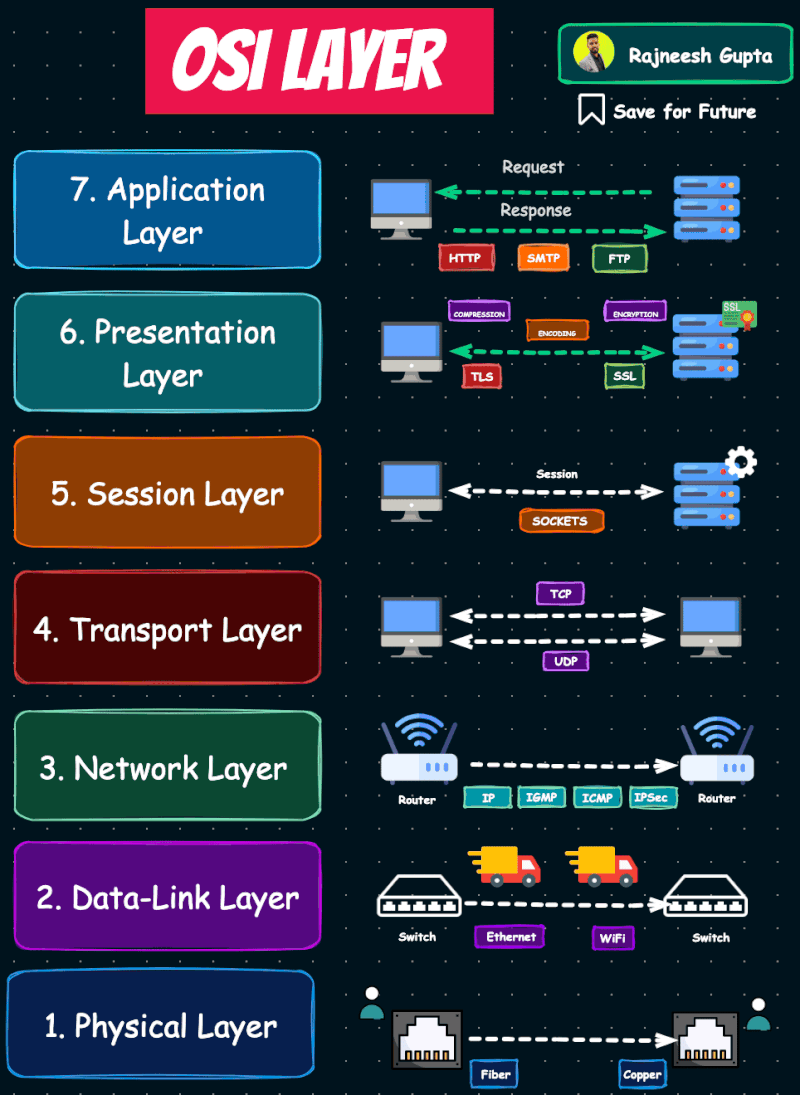 OSI LAYER
Rajneesh Gupta
Save for Future
7. Application
Layer
Request
Response
HTTP SMTP FTP
6. Presentation
Layer
COMPRESSION ENCRYPTION
ENCODING
SSL
TLS SSL
5. Session Layer
Session
SOCKETS
4. Transport Layer
TCP
UDP
3. Network Layer
Router IP IGMP ICMP IPSec Router
2. Data-Link Layer
Switch Ethernet WiFi Switch
1. Physical Layer
Fiber Copper